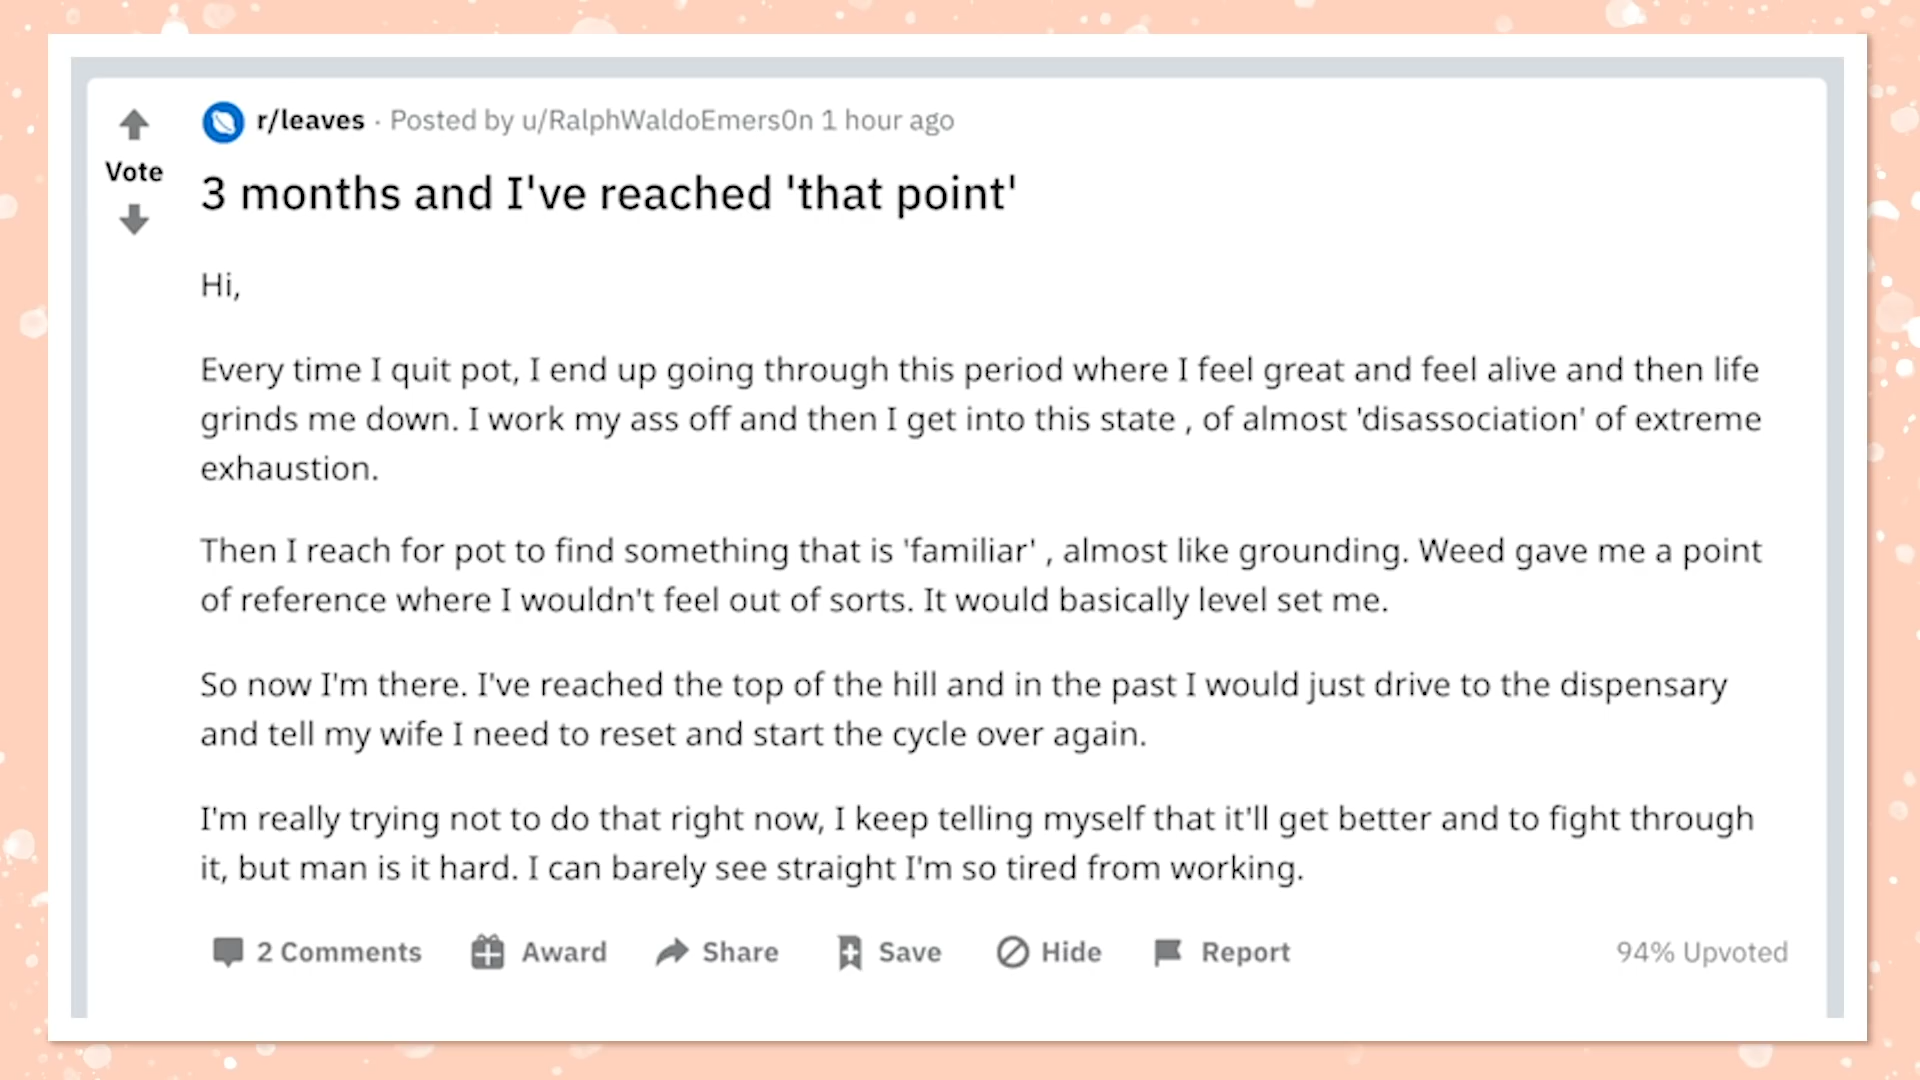 r/leaves · Posted by u/RalphWaldoEmers0n 1 hour ago
Vote
3 months and I've reached 'that point'
Hi,
Every time I quit pot, I end up going through this period where I feel great and feel alive and then life
grinds me down. I work my ass off and then I get into this state , of almost 'disassociation' of extreme
exhaustion.
Then I reach for pot to find something that is 'familiar' , almost like grounding. Weed gave me a point
of reference where I wouldn't feel out of sorts. It would basically level set me.
So now I'm there. I've reached the top of the hill and in the past I would just drive to the dispensary
and tell my wife I need to reset and start the cycle over again.
I'm really trying not to do that right now, I keep telling myself that it'll get better and to fight through
it, but man is it hard. I can barely see straight I'm so tired from working.
2 Comments Award Share Save Hide Report 94% Upvoted